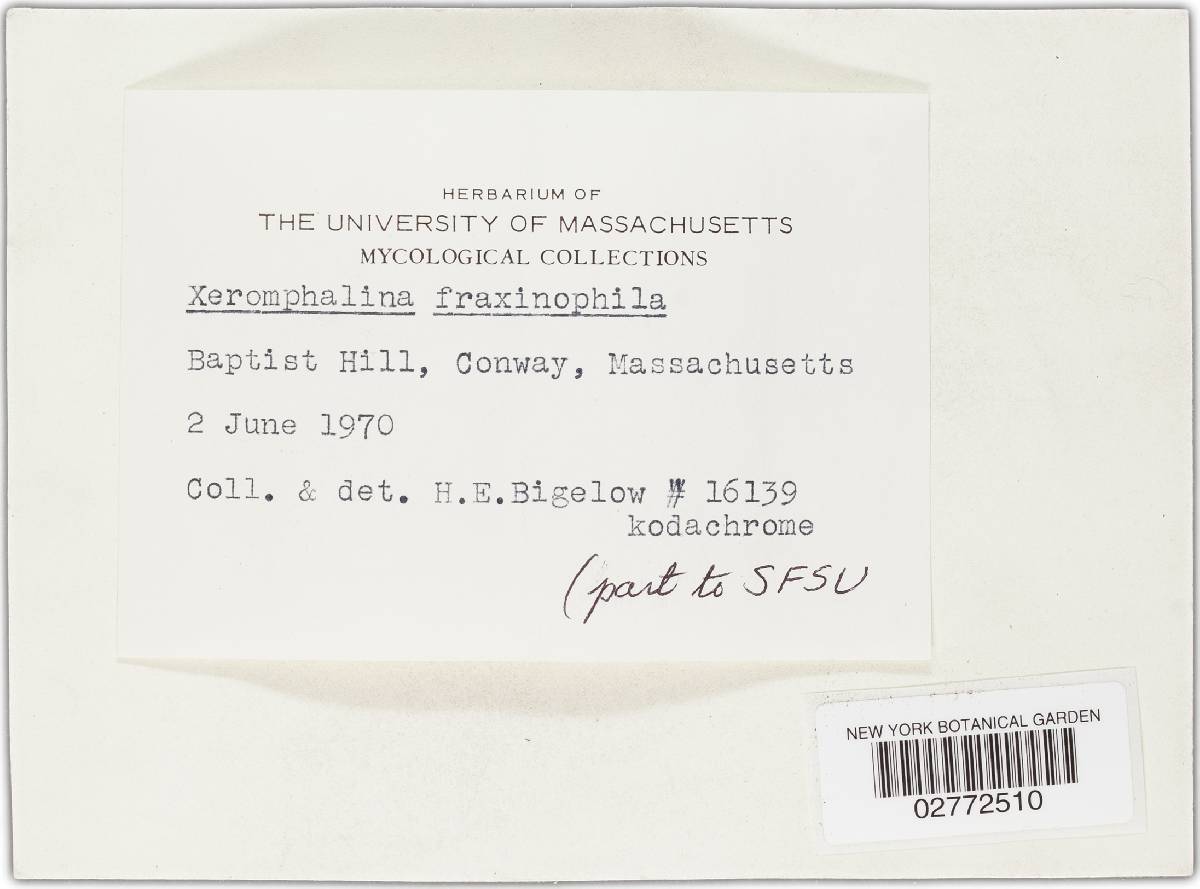 HERBARIUM OF
THE UNIVERSITY OF MASSACHUSETTS
MYCOLOGICAL COLLECTIONS
Xeromphalina fraxinophila
Baptist Hill, Conway, Massachusetts
2 June 1970
Coll. & det. H.E.Bigelow # 16139
kodachrome
(part to SFSU
NEW YORK BOTANICAL GARDEN
02772510